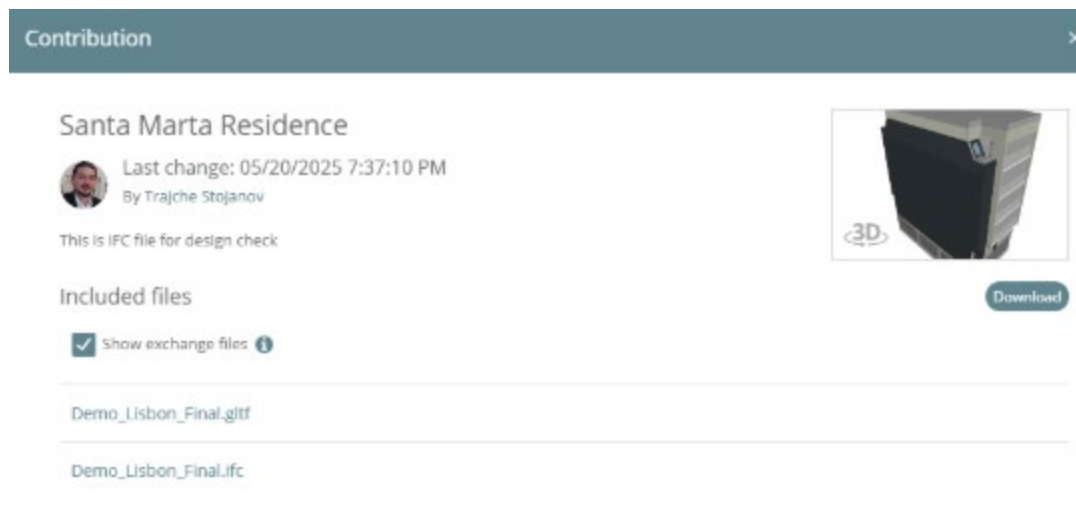 Contribution
×
Santa Marta Residence
Last change: 05/20/2025 7:37:10 PM
By Trajche Stojanov
This is IFC file for design check
3D
Included files
Download
Show exchange files
Demo_Lisbon_Final.gltf
Demo_Lisbon_Final.ifc